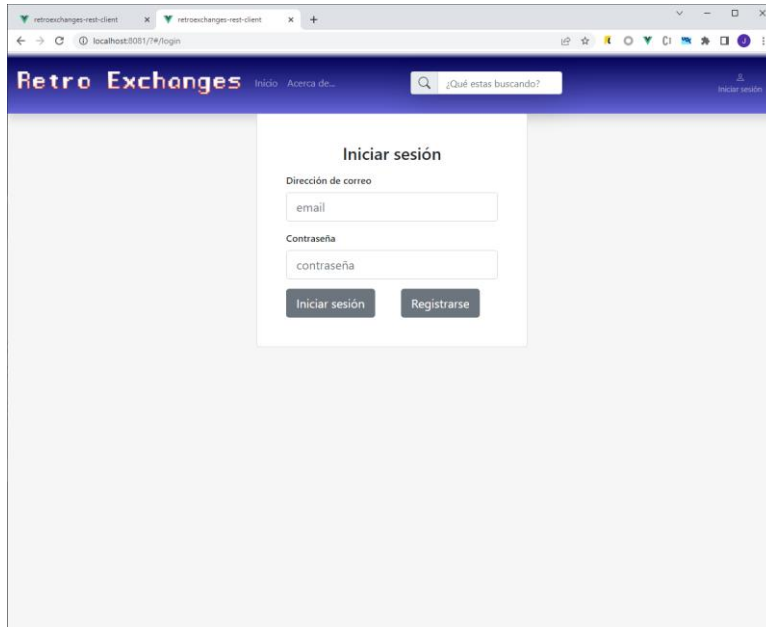 retroexchanges-rest-client
retroexchanges-rest-client
localhost:8081/?#/login
Retro Exchanges
Inicio
Acerca de...
¿Qué estas buscando?
Iniciar sesión
Iniciar sesión
Dirección de correo
email
Contraseña
contraseña
Iniciar sesión
Registrarse